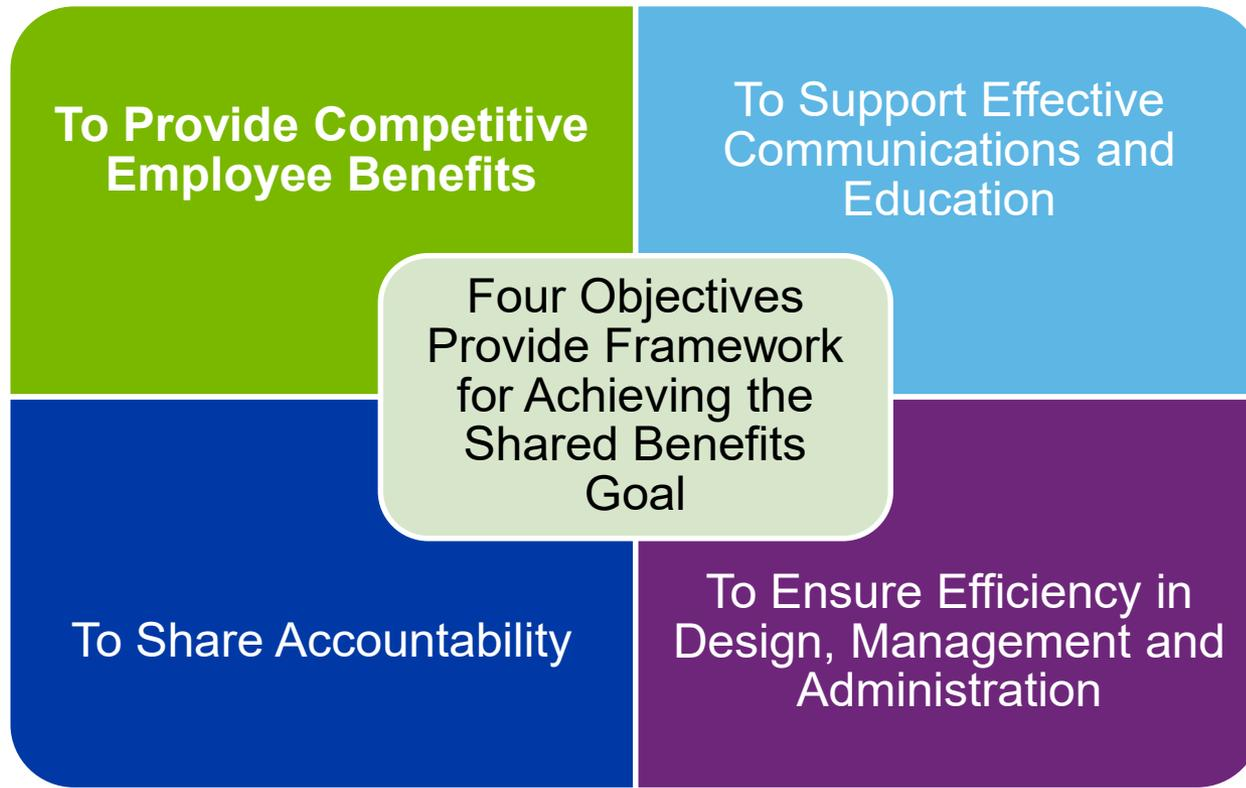 To Provide Competitive
Employee Benefits
To Support Effective
Communications and
Education
Four Objectives
Provide Framework
for Achieving the
Shared Benefits
Goal
To Share Accountability
To Ensure Efficiency in
Design, Management and
Administration